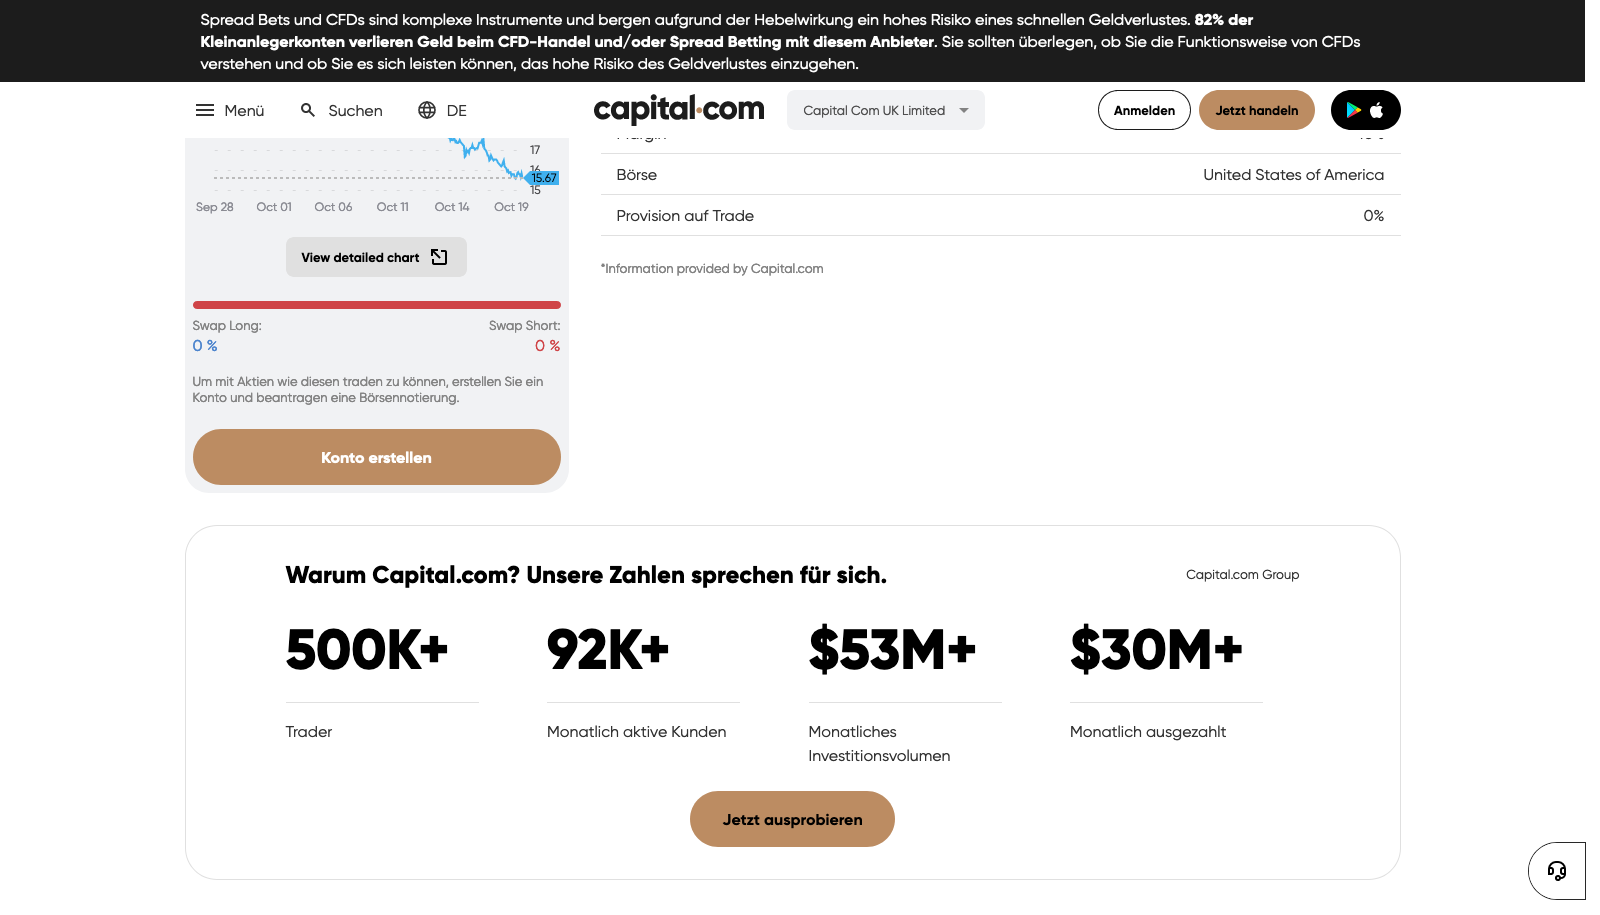 Spread Bets und CFDs sind komplexe Instrumente und bergen aufgrund der Hebelwirkung ein hohes Risiko eines schnellen Geldverlustes. 82% der
Kleinanlegerkonten verlieren Geld beim CFD-Handel und/oder Spread Betting mit diesem Anbieter. Sie sollten überlegen, ob Sie die Funktionsweise von CFDs
verstehen und ob Sie es sich leisten können, das hohe Risiko des Geldverlustes einzugehen.
Menü
Suchen
DE
capital.com
Capital Com UK Limited
Anmelden
Jetzt handeln
17
16
15.67
15
Sep 28
Oct 01
Oct 06
Oct 11
Oct 14
Oct 19
View detailed chart
Swap Long:
Swap Short:
0 %
0 %
Um mit Aktien wie diesen traden zu können, erstellen Sie ein
Konto und beantragen eine Börsennotierung.
Konto erstellen
Börse
United States of America
Provision auf Trade
0%
*Information provided by Capital.com
Warum Capital.com? Unsere Zahlen sprechen für sich.
Capital.com Group
500K+
92K+
$53M+
$30M+
Trader
Monatlich aktive Kunden
Monatliches
Investitionsvolumen
Monatlich ausgezahlt
Jetzt ausprobieren